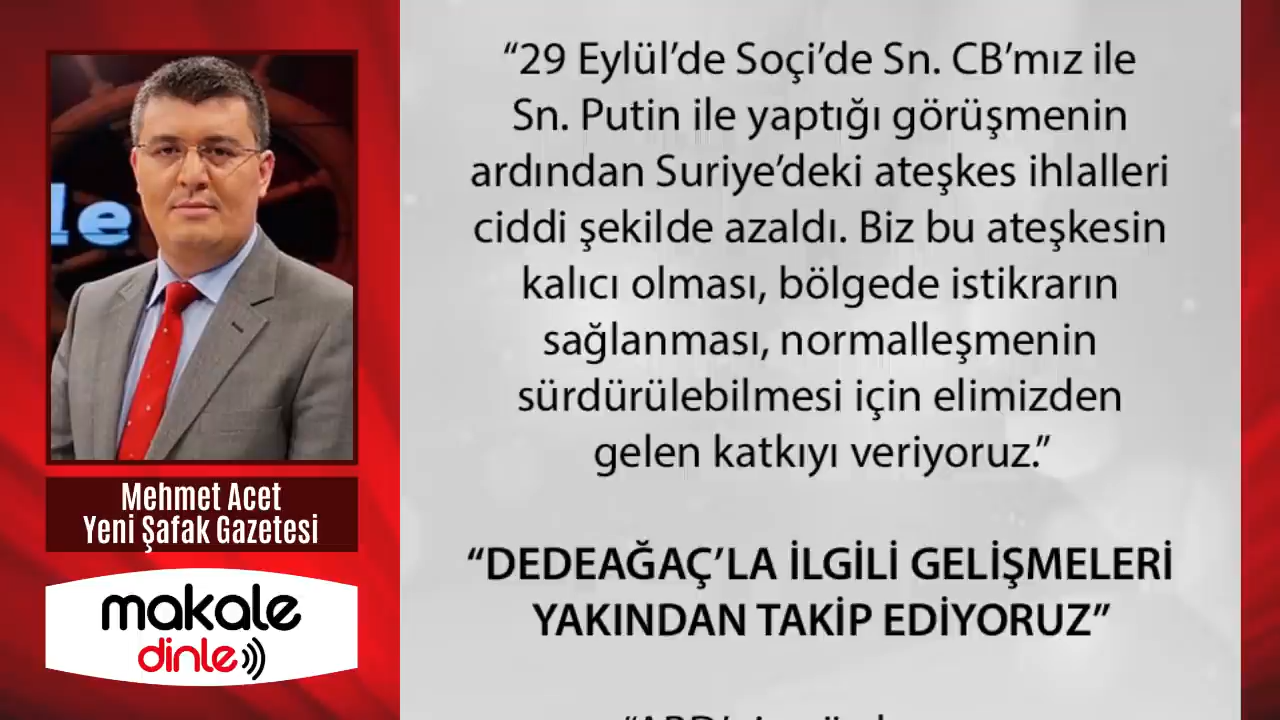 le
Mehmet Acet
Yeni Şafak Gazetesi
makale
dinle
“29 Eylül’de Soçi’de Sn. CB’mız ile
Sn. Putin ile yaptığı görüşmenin
ardından Suriye’deki ateşkes ihlalleri
ciddi şekilde azaldı. Biz bu ateşkesin
kalıcı olması, bölgede istikrarın
sağlanması, normalleşmenin
sürdürülebilmesi için elimizden
gelen katkıyı veriyoruz.”
“DEDEAĞAÇ’LA İLGİLİ GELİŞMELERİ
YAKINDAN TAKİP EDİYORUZ”